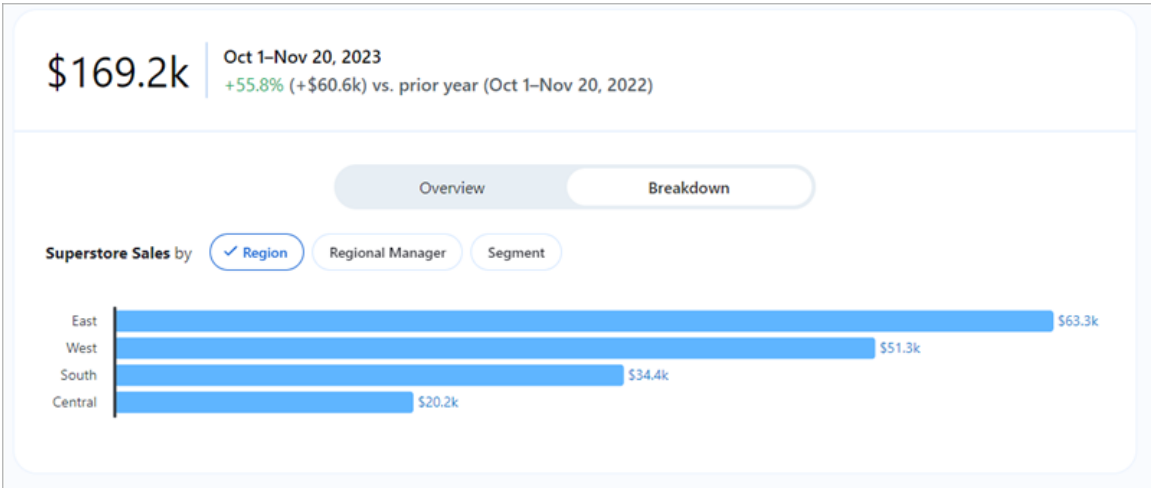 $169.2k
Oct 1–Nov 20, 2023
+55.8% (+$60.6k) vs. prior year (Oct 1–Nov 20, 2022)
Overview Breakdown
Superstore Sales by Region Regional Manager Segment
East $63.3k
West $51.3k
South $34.4k
Central $20.2k